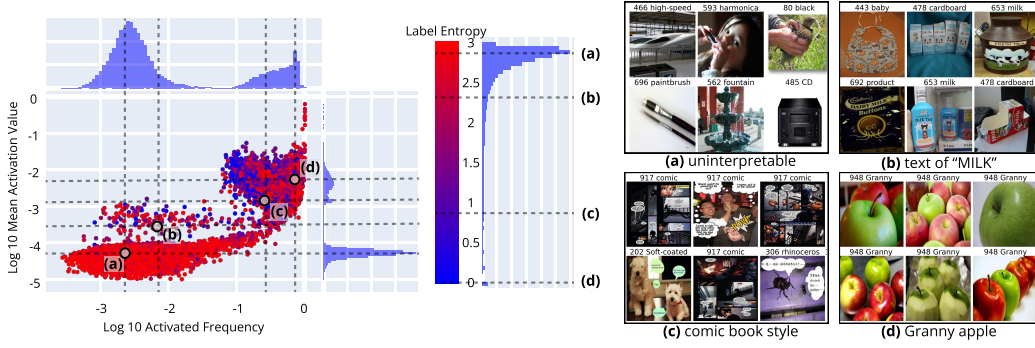 Label Entropy
3
2.5
2
1.5
1
0.5
0
(a)
(b)
(c)
(d)
0
-1
-2
-3
-4
-5
Log 10 Mean Activation Value
(d)
(c)
(b)
(a)
-3
-2
-1
0
Log 10 Activated Frequency
466 high-speed 593 harmonica 80 black
696 paintbrush 562 fountain 485 CD
(a) uninterpretable
443 baby 478 cardboard 653 milk
692 product 653 milk 478 cardboard
DAIRY MILK
Buttons
(b) text of “MILK”
917 comic 917 comic 917 comic
202 Soft-coated 917 comic 306 rhinoceros
(c) comic book style
948 Granny 948 Granny 948 Granny
948 Granny 948 Granny 948 Granny
(d) Granny apple